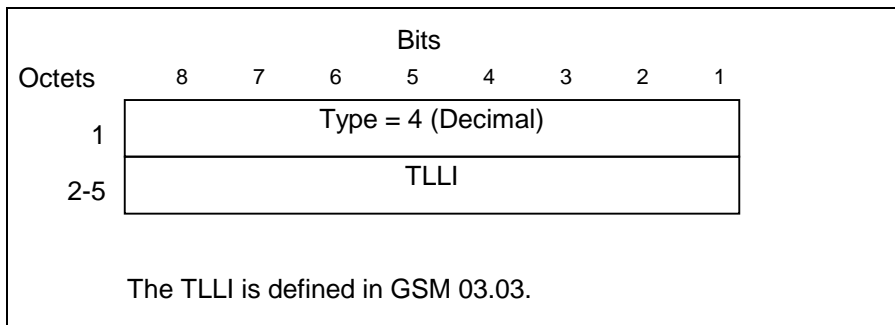 Bits
Octets 8 7 6 5 4 3 2 1
1 Type = 4 (Decimal)
2-5 TLLI
The TLLI is defined in GSM 03.03.